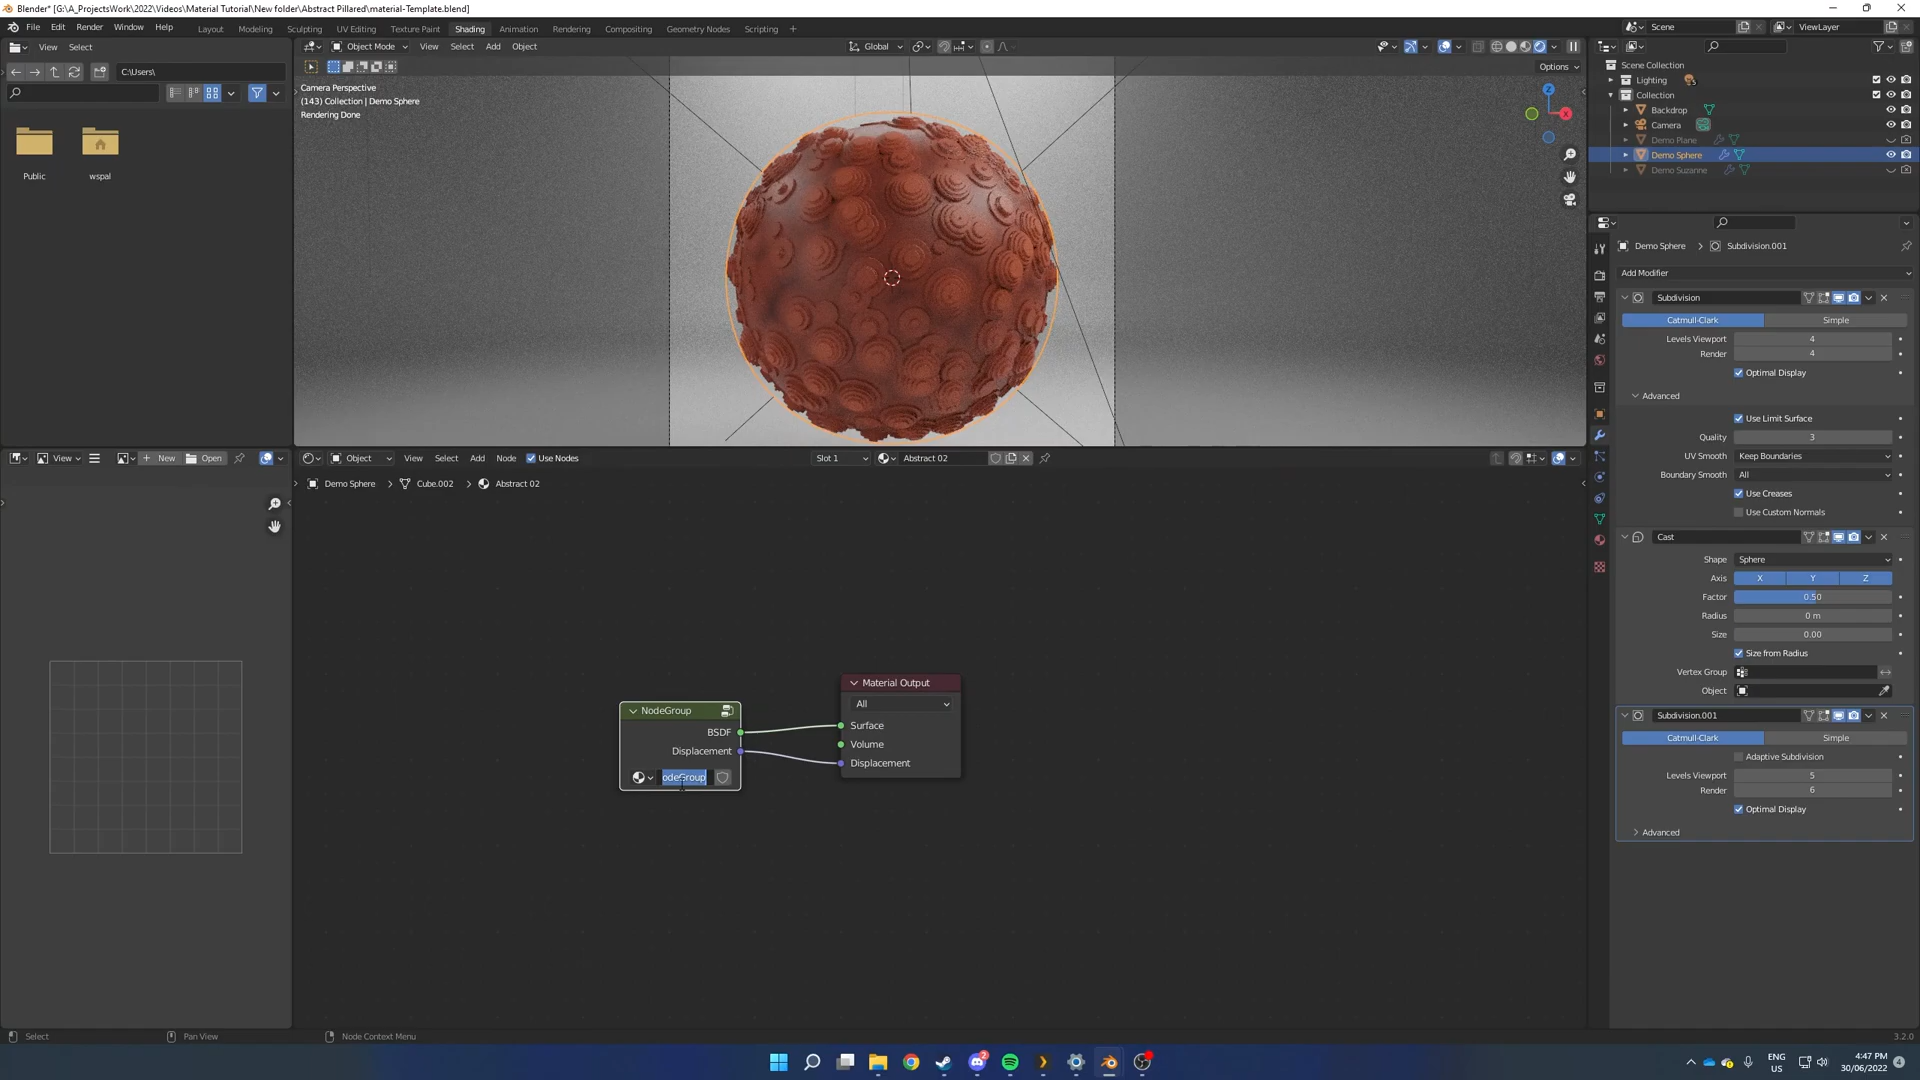 Blender* [G:\A_ProjectsWork\2022\Videos\Material Tutorial\New folder\Abstract Pillared\material-Template.blend]
File Edit Render Window Help Layout Modeling Sculpting UV Editing Texture Paint Shading Animation Rendering Compositing Geometry Nodes Scripting + Scene ViewLayer
View Select
Object Mode View Select Add Object Global
C:\Users\
Options
Public
wspal
Camera Perspective
(143) Collection | Demo Sphere
Rendering Done
Z
X
Scene Collection
Lighting
5
Collection
Backdrop
Camera
Demo Plane
Demo Sphere
Demo Suzanne
Demo Sphere > Subdivision.001
Add Modifier
Subdivision
Catmull-Clark Simple
Levels Viewport 4
Render 4
Optimal Display
Advanced
Use Limit Surface
Quality 3
UV Smooth Keep Boundaries
Boundary Smooth All
Use Creases
Use Custom Normals
Cast
Shape Sphere
Axis X Y Z
Factor 0.50
Radius 0 m
Size 0.00
Size from Radius
Vertex Group
Object
Subdivision.001
Catmull-Clark Simple
Adaptive Subdivision
Levels Viewport 5
Render 6
Optimal Display
Advanced
View + New Open
Object View Select Add Node Use Nodes Slot 1 Abstract 02
Demo Sphere > Cube.002 > Abstract 02
NodeGroup
BSDF
Displacement
odeGroup
Material Output
All
Surface
Volume
Displacement
Select Pan View Node Context Menu 3.2.0
2
ENG
US
4:47 PM
30/06/2022
4